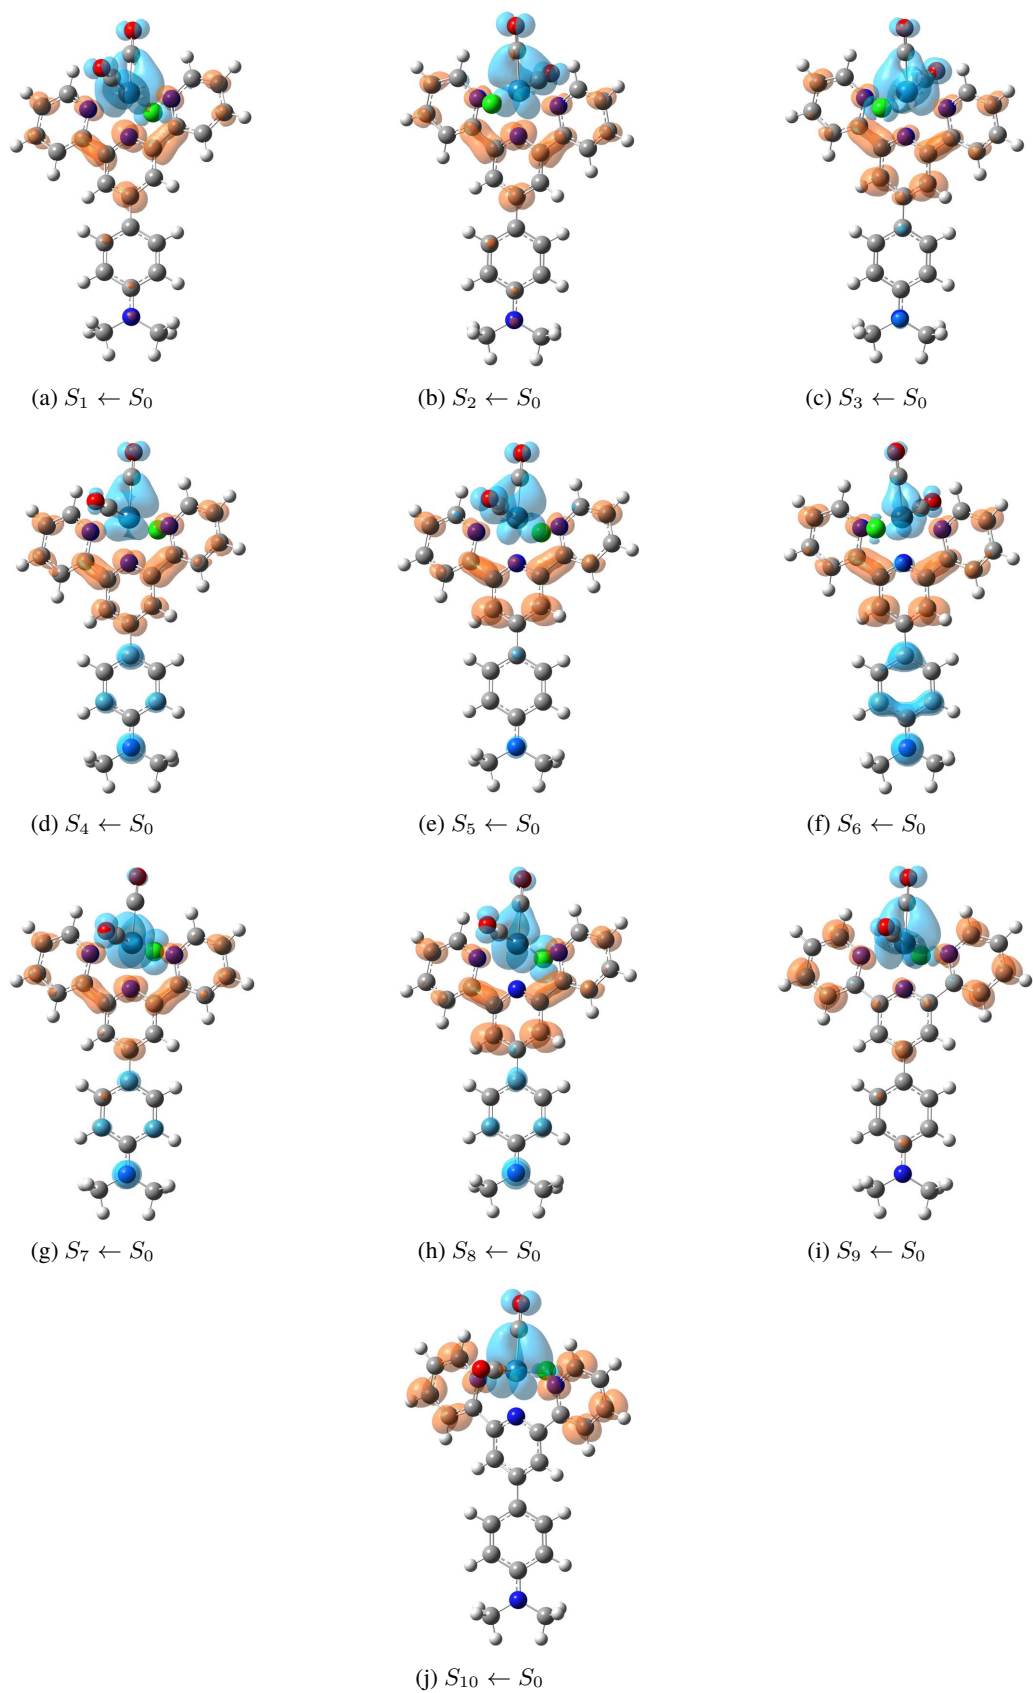 (a) S₁ ← S₀
(b) S₂ ← S₀
(c) S₃ ← S₀
(d) S₄ ← S₀
(e) S₅ ← S₀
(f) S₆ ← S₀
(g) S₇ ← S₀
(h) S₈ ← S₀
(i) S₉ ← S₀
(j) S₁₀ ← S₀